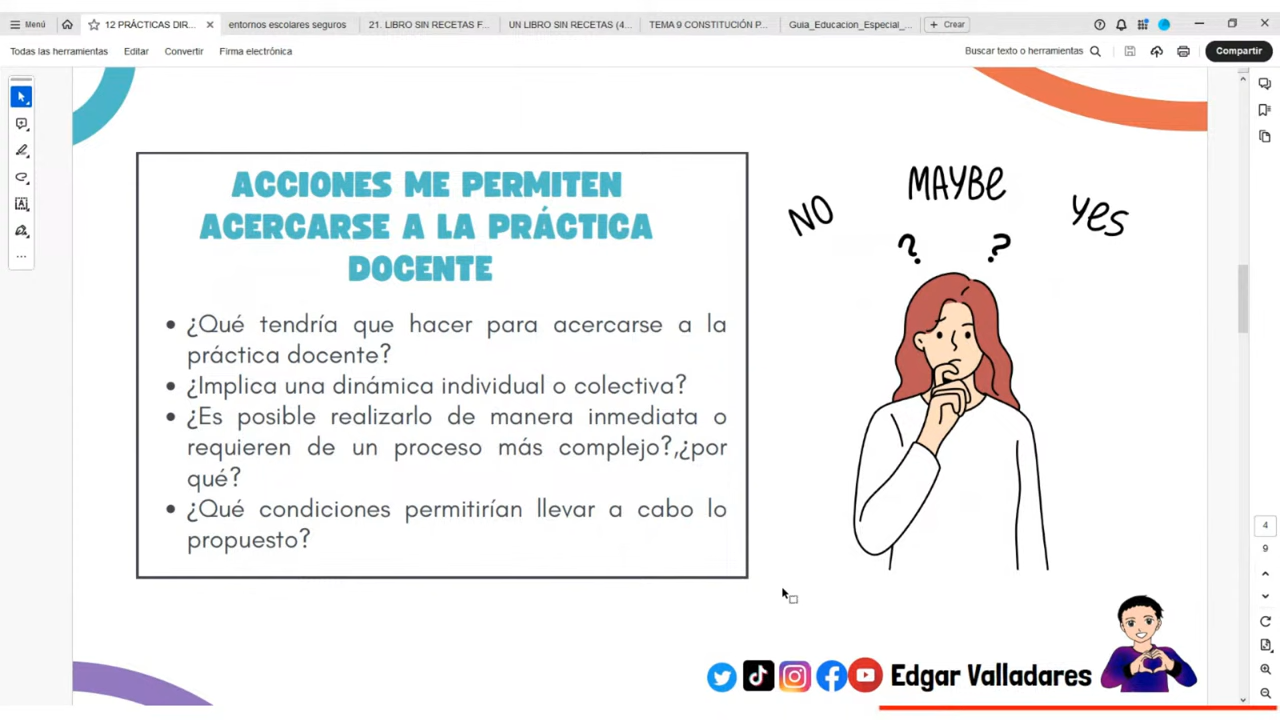 Menú
12 PRÁCTICAS DIR...
entornos escolares seguros
21. LIBRO SIN RECETAS F...
UN LIBRO SIN RECETAS (4...
TEMA 9 CONSTITUCIÓN P...
Guia_Educacion_Especial_...
+ Crear
Todas las herramientas
Editar
Convertir
Firma electrónica
Buscar texto o herramientas
Compartir
ACCIONES ME PERMITEN
ACERCARSE A LA PRÁCTICA
DOCENTE
• ¿Qué tendría que hacer para acercarse a la
práctica docente?
• ¿Implica una dinámica individual o colectiva?
• ¿Es posible realizarlo de manera inmediata o
requieren de un proceso más complejo?,¿por
qué?
• ¿Qué condiciones permitirían llevar a cabo lo
propuesto?
NO
MAYBE
YES
? ?
4
9
Edgar Valladares